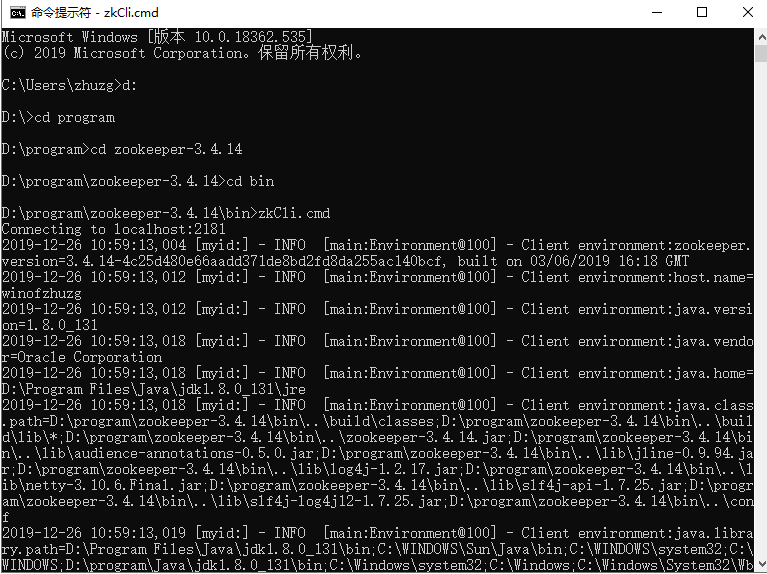 命令提示符 - zkCli.cmd
Microsoft Windows [版本 10.0.18362.535]
(c) 2019 Microsoft Corporation。保留所有权利。
C:\Users\zhuzg>d:
D:\>cd program
D:\program>cd zookeeper-3.4.14
D:\program\zookeeper-3.4.14>cd bin
D:\program\zookeeper-3.4.14\bin>zkCli.cmd
Connecting to localhost:2181
2019-12-26 10:59:13,004 [myid:] - INFO  [main:Environment@100] - Client environment:zookeeper.
version=3.4.14-4c25d480e66aadd371de8bd2fd8da255ac140bcf, built on 03/06/2019 16:18 GMT
2019-12-26 10:59:13,012 [myid:] - INFO  [main:Environment@100] - Client environment:host.name=
winofzhuzg
2019-12-26 10:59:13,012 [myid:] - INFO  [main:Environment@100] - Client environment:java.versi
on=1.8.0_131
2019-12-26 10:59:13,018 [myid:] - INFO  [main:Environment@100] - Client environment:java.vendo
r=Oracle Corporation
2019-12-26 10:59:13,018 [myid:] - INFO  [main:Environment@100] - Client environment:java.home=
D:\Program Files\Java\jdk1.8.0_131\jre
2019-12-26 10:59:13,018 [myid:] - INFO  [main:Environment@100] - Client environment:java.class
.path=D:\program\zookeeper-3.4.14\bin\..\build\classes;D:\program\zookeeper-3.4.14\bin\..\buil
d\lib\*;D:\program\zookeeper-3.4.14\bin\..\zookeeper-3.4.14.jar;D:\program\zookeeper-3.4.14\bi
n\..\lib\audience-annotations-0.5.0.jar;D:\program\zookeeper-3.4.14\bin\..\lib\jline-0.9.94.ja
r;D:\program\zookeeper-3.4.14\bin\..\lib\log4j-1.2.17.jar;D:\program\zookeeper-3.4.14\bin\..\l
ib\netty-3.10.6.Final.jar;D:\program\zookeeper-3.4.14\bin\..\lib\slf4j-api-1.7.25.jar;D:\progr
am\zookeeper-3.4.14\bin\..\lib\slf4j-log4j12-1.7.25.jar;D:\program\zookeeper-3.4.14\bin\..\con
f
2019-12-26 10:59:13,019 [myid:] - INFO  [main:Environment@100] - Client environment:java.libra
ry.path=D:\Program Files\Java\jdk1.8.0_131\bin;C:\WINDOWS\Sun\Java\bin;C:\WINDOWS\system32;C:\
WINDOWS;D:\program\jdk1.8.0_131\bin;C:\Windows\system32;C:\Windows;C:\Windows\System32\Wb